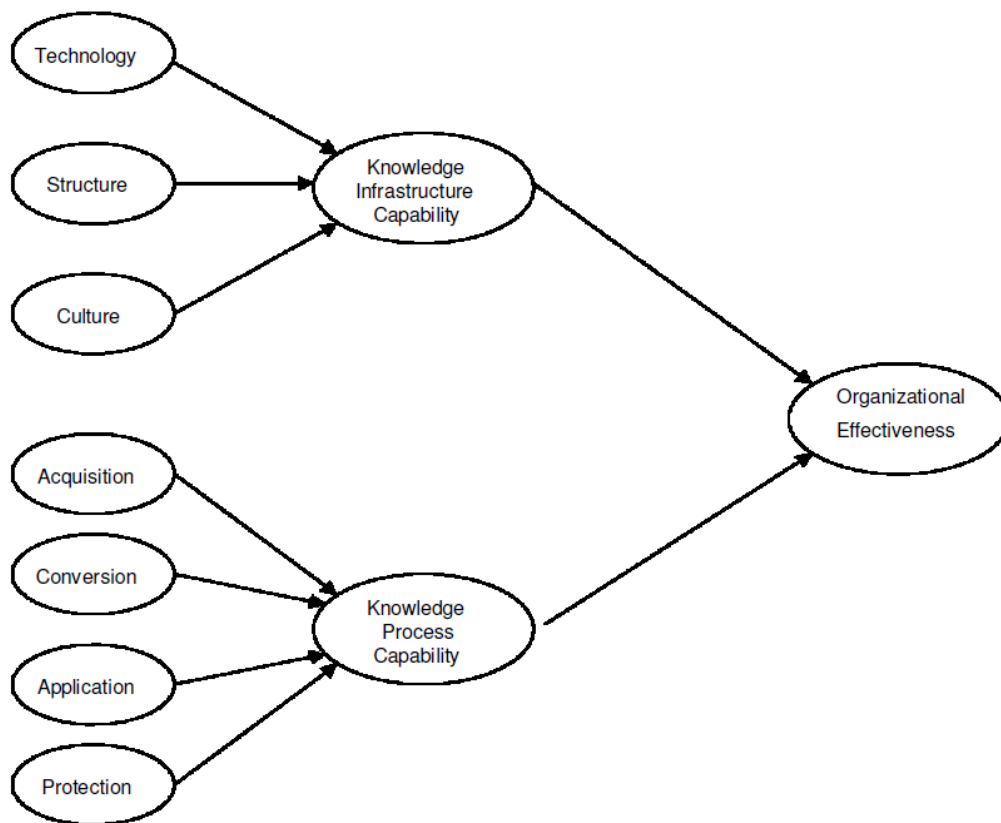 Technology
Structure
Culture
Knowledge
Infrastructure
Capability
Acquisition
Conversion
Application
Protection
Knowledge
Process
Capability
Organizational
Effectiveness